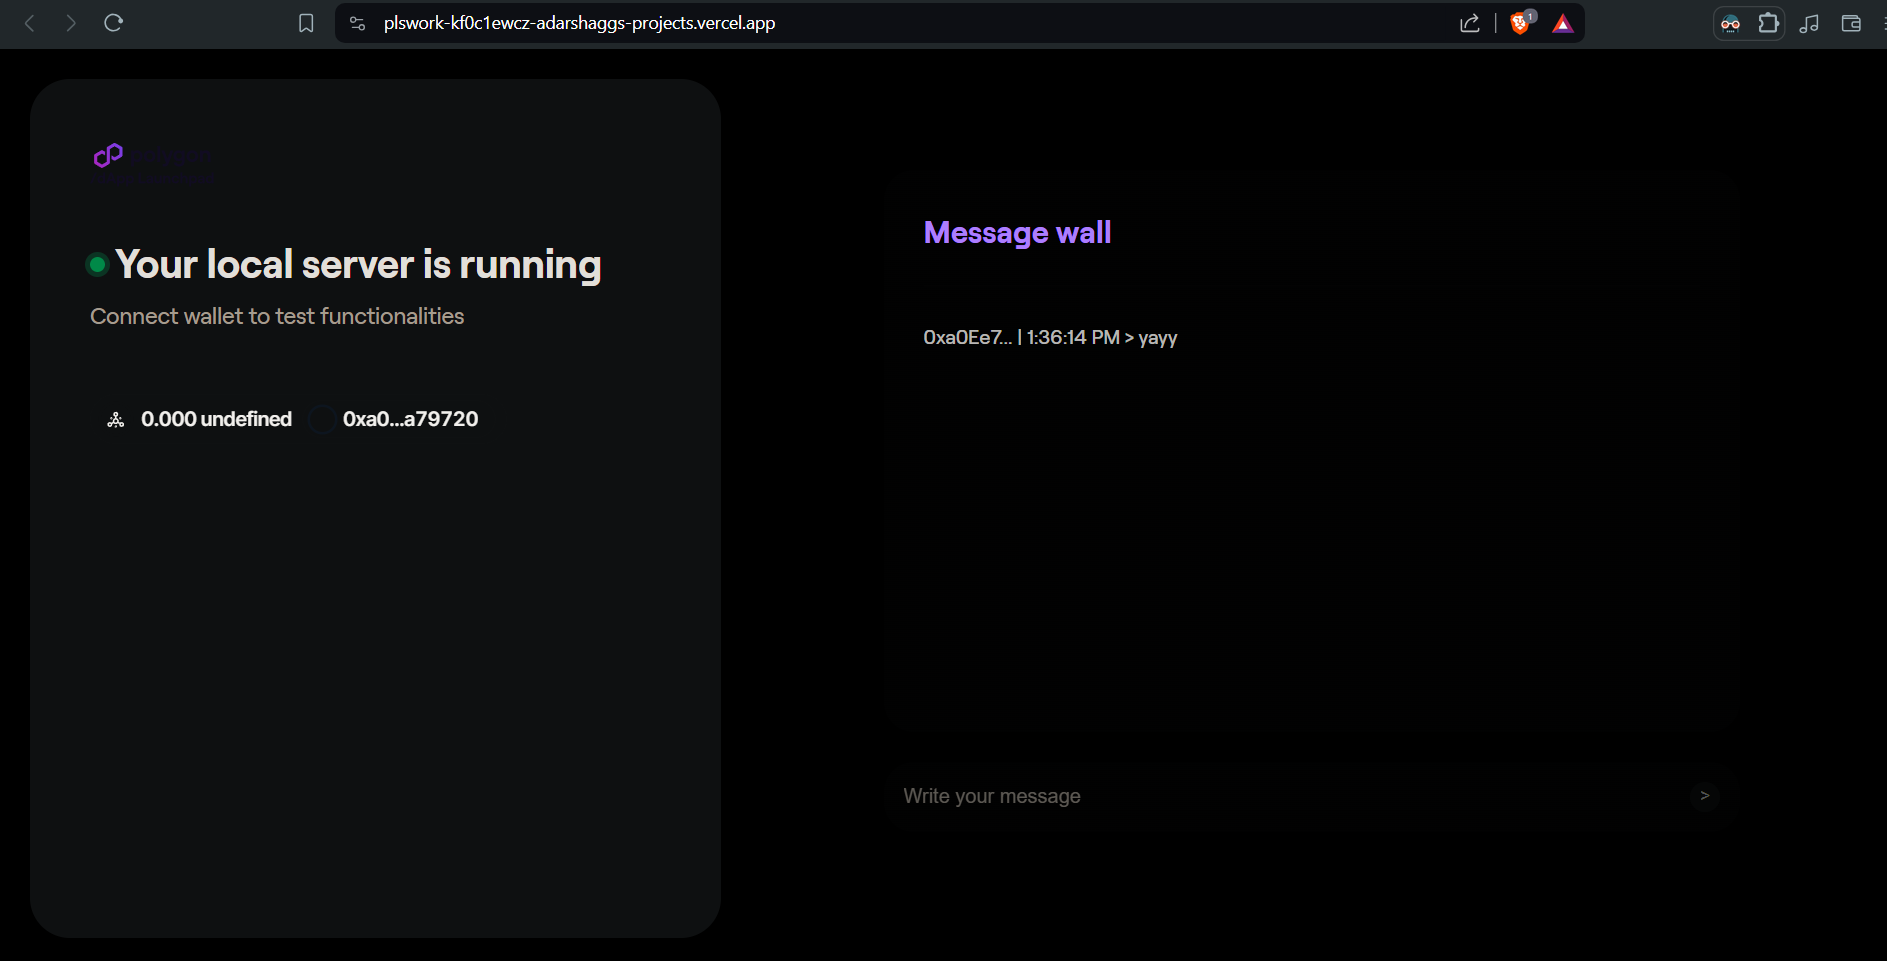 plswork-kf0c1ewcz-adarshaggs-projects.vercel.app
1
Your local server is running
Connect wallet to test functionalities
0.000 undefined 0xa0...a79720
Message wall
0xa0Ee7... | 1:36:14 PM > yayy
Write your message
>